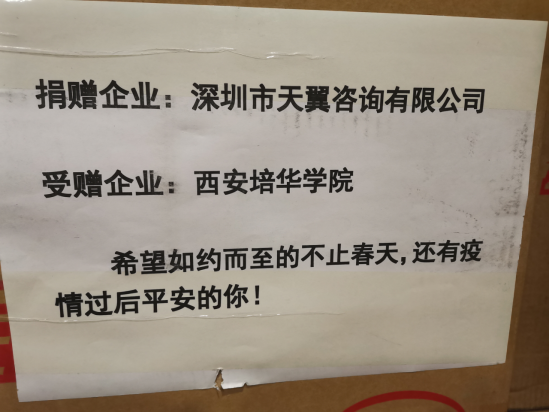 捐赠企业：深圳市天翼咨询有限公司
受赠企业：西安培华学院
希望如约而至的不止春天，还有疫
情过后平安的你！